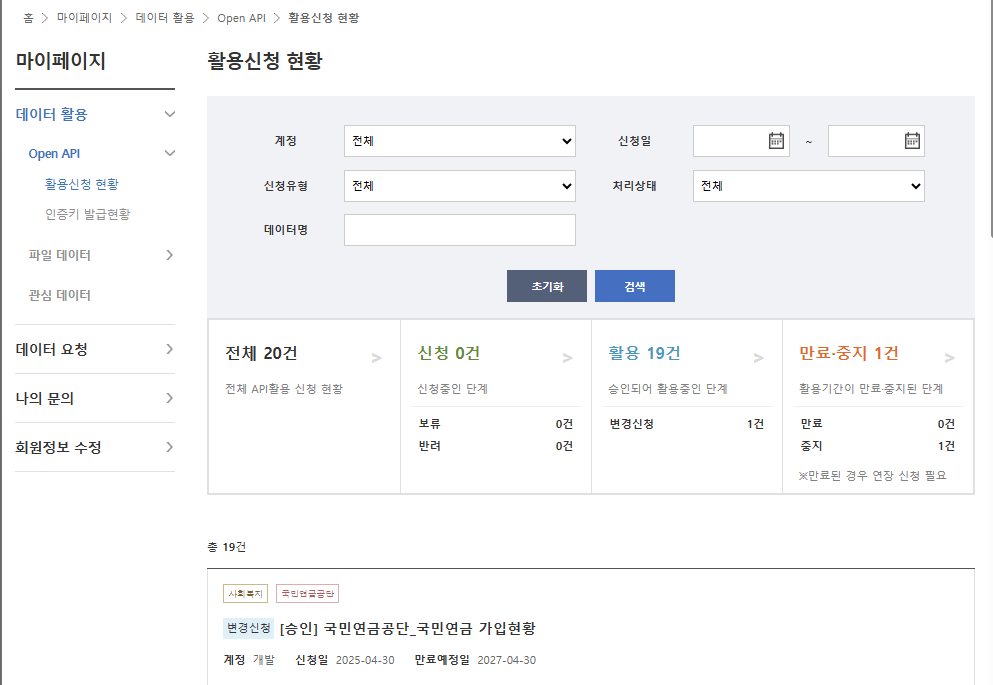 홈 > 마이페이지 > 데이터 활용 > Open API > 활용신청 현황
마이페이지
데이터 활용
Open API
활용신청 현황
인증키 발급현황
파일 데이터
관심 데이터
데이터 요청
나의 문의
회원정보 수정
활용신청 현황
계정 전체 신청일 ~
신청유형 전체 처리상태 전체
데이터명
초기화 검색
전체 20건 >
전체 API활용 신청 현황
신청 0건 >
신청중인 단계
보류 0건
반려 0건
활용 19건 >
승인되어 활용중인 단계
변경신청 1건
만료·중지 1건 >
활용기간이 만료·중지된 단계
만료 0건
중지 1건
※만료된 경우 연장 신청 필요
총 19건
사회복지 국민연금공단
변경신청 [승인] 국민연금공단_국민연금 가입현황
계정 개발 신청일 2025-04-30 만료예정일 2027-04-30